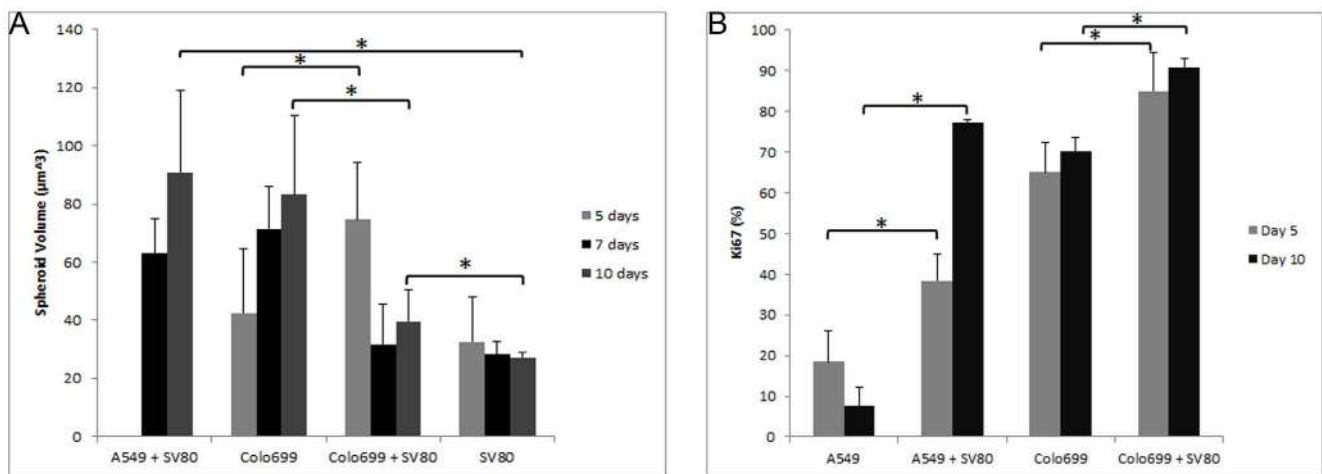 A
Spheroid Volume (µm^3)
140
120
100
80
60
40
20
0
*
*
*
*
A549 + SV80
Colo699
Colo699 + SV80
SV80
5 days
7 days
10 days
B
Ki67 (%)
100
90
80
70
60
50
40
30
20
10
0
*
*
*
*
A549
A549 + SV80
Colo699
Colo699 + SV80
Day 5
Day 10